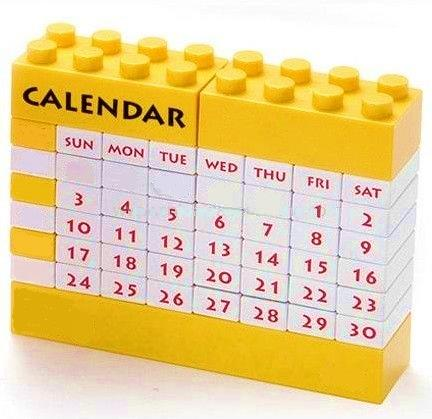 CALENDAR
SUN MON TUE WED THU FRI SAT
1 2
3 4 5 6 7 8 9
10 11 12 13 14 15 16
17 18 19 20 21 22 23
24 25 26 27 28 29 30